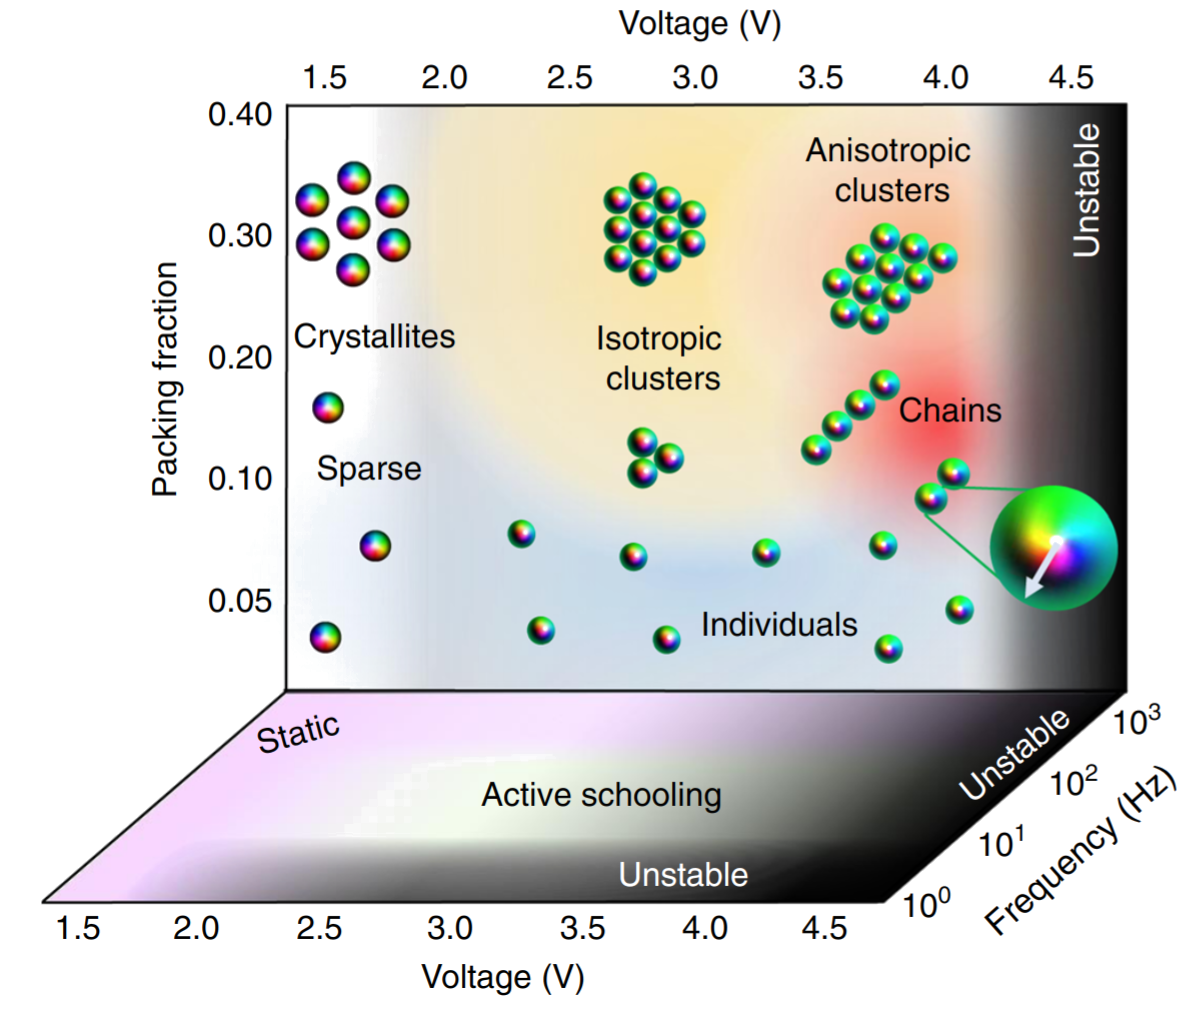 Voltage (V)
1.5 2.0 2.5 3.0 3.5 4.0 4.5
0.40
0.30
0.20
0.10
0.05
Packing fraction
Anisotropic
clusters
Unstable
Crystallites
Isotropic
clusters
Chains
Sparse
Individuals
Static
Active schooling
Unstable
Unstable
10³
10²
10¹
10⁰
Frequency (Hz)
1.5 2.0 2.5 3.0 3.5 4.0 4.5
Voltage (V)